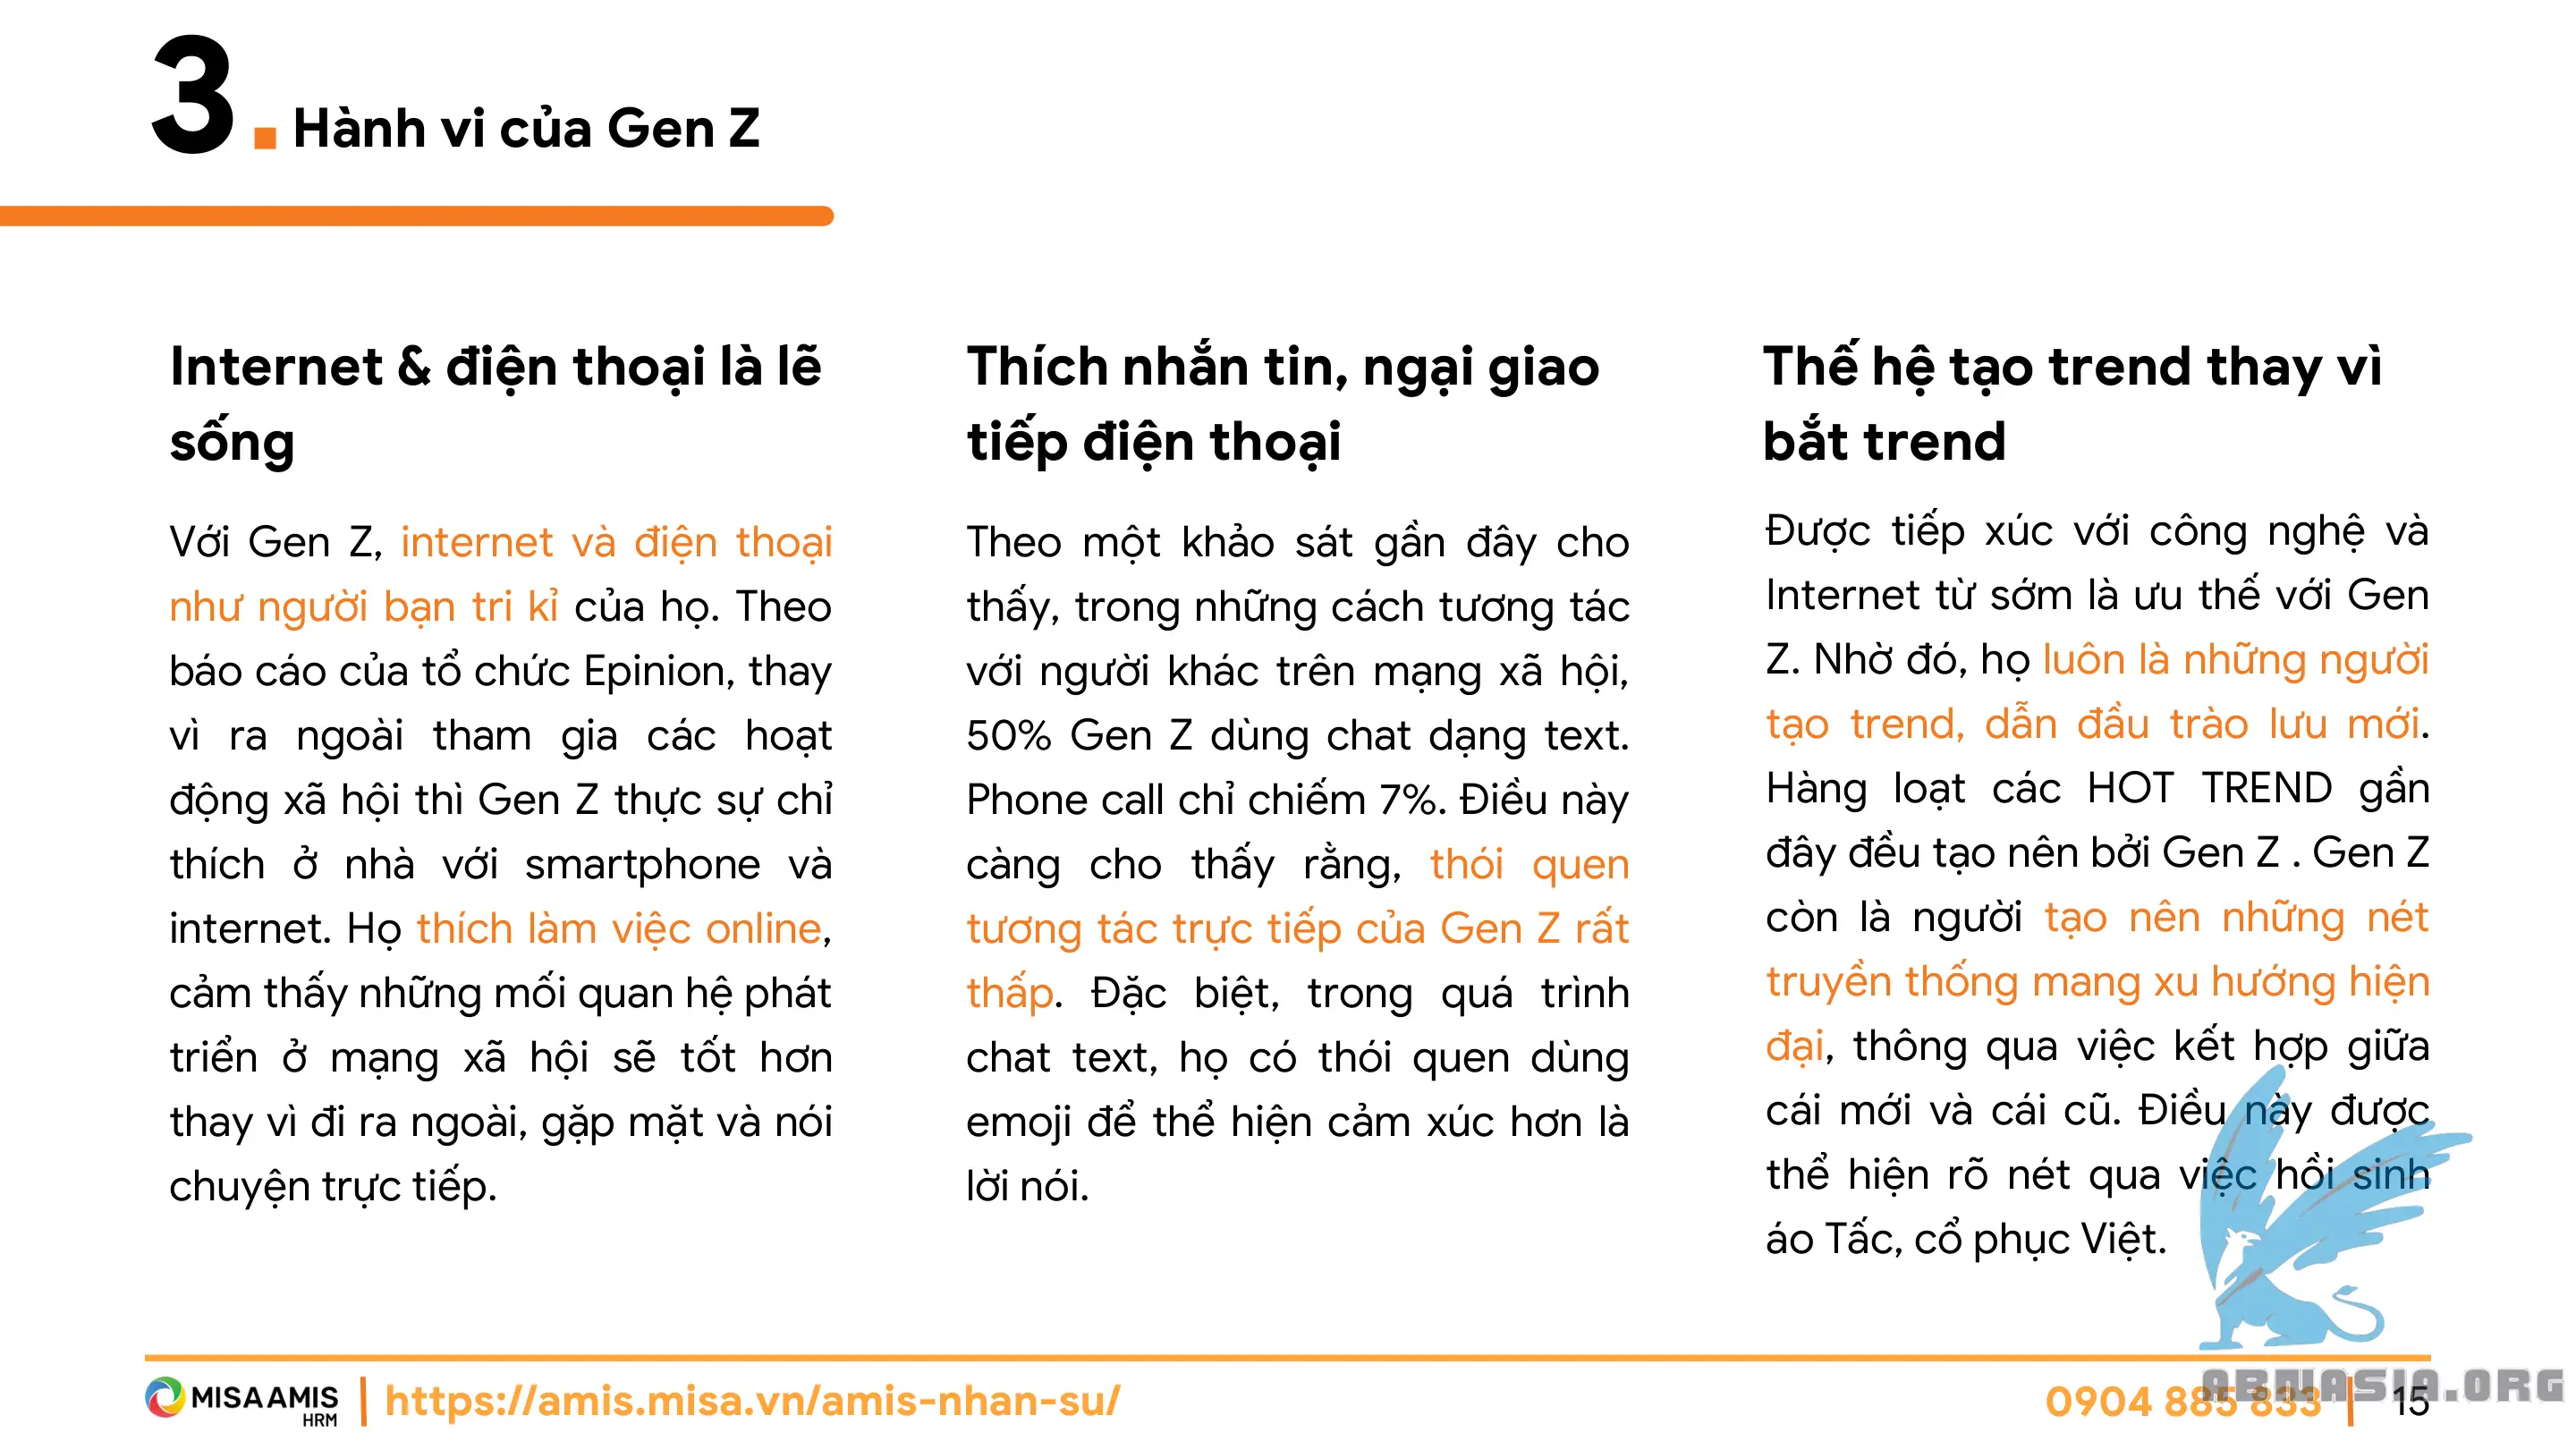 3. Hành vi của Gen Z
Internet & điện thoại là lẽ
sống
Với Gen Z, internet và điện thoại
như người bạn tri kỉ của họ. Theo
báo cáo của tổ chức Epinion, thay
vì ra ngoài tham gia các hoạt
động xã hội thì Gen Z thực sự chỉ
thích ở nhà với smartphone và
internet. Họ thích làm việc online,
cảm thấy những mối quan hệ phát
triển ở mạng xã hội sẽ tốt hơn
thay vì đi ra ngoài, gặp mặt và nói
chuyện trực tiếp.
Thích nhắn tin, ngại giao
tiếp điện thoại
Theo một khảo sát gần đây cho
thấy, trong những cách tương tác
với người khác trên mạng xã hội,
50% Gen Z dùng chat dạng text.
Phone call chỉ chiếm 7%. Điều này
càng cho thấy rằng, thói quen
tương tác trực tiếp của Gen Z rất
thấp. Đặc biệt, trong quá trình
chat text, họ có thói quen dùng
emoji để thể hiện cảm xúc hơn là
lời nói.
Thế hệ tạo trend thay vì
bắt trend
Được tiếp xúc với công nghệ và
Internet từ sớm là ưu thế với Gen
Z. Nhờ đó, họ luôn là những người
tạo trend, dẫn đầu trào lưu mới.
Hàng loạt các HOT TREND gần
đây đều tạo nên bởi Gen Z . Gen Z
còn là người tạo nên những nét
truyền thống mang xu hướng hiện
đại, thông qua việc kết hợp giữa
cái mới và cái cũ. Điều này được
thể hiện rõ nét qua việc hồi sinh
áo Tấc, cổ phục Việt.
MISA AMIS
HRM
https://amis.misa.vn/amis-nhan-su/
0904 885 833
15
ABMASIA.ORG